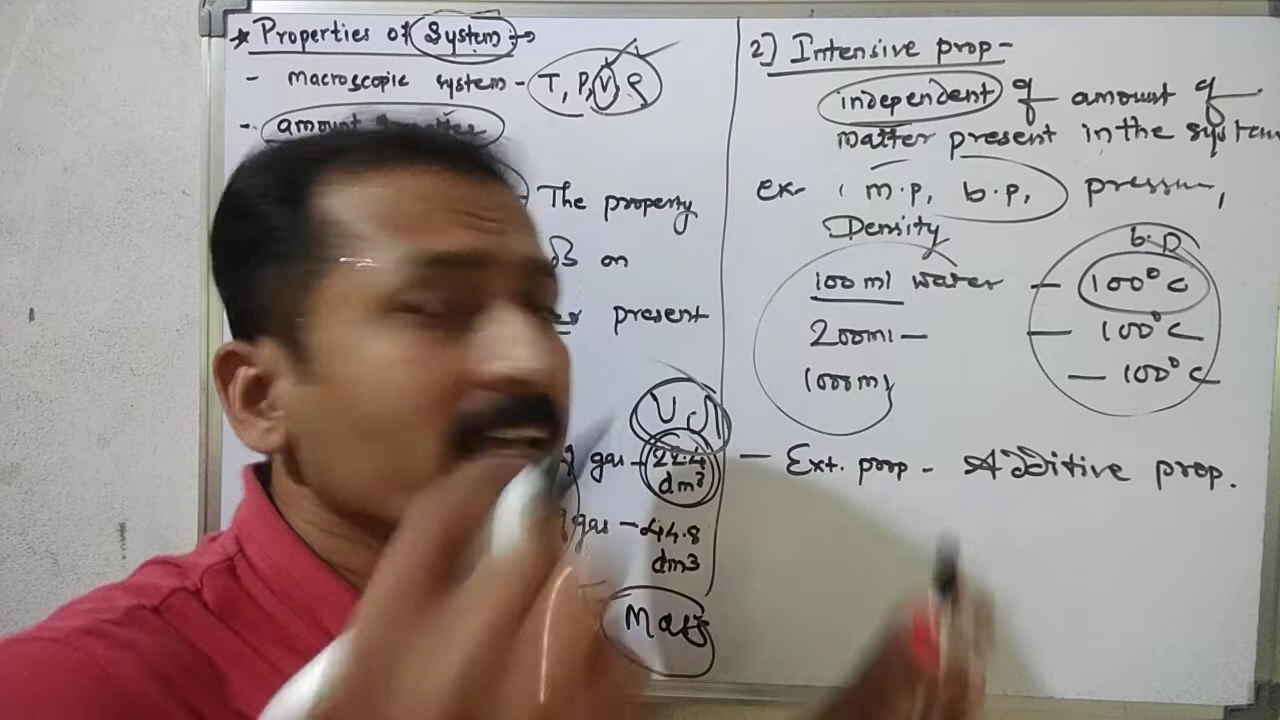 * Properties of System →
- macroscopic system - T, P, V, ρ
- amount
The property
on
present
gas - 22.4
dm³
gas - 44.8
dm3
Mass
2) Intensive prop -
independent of amount of
matter present in the system
ex- m.p, b.p, pressure,
Density
b.p
100 ml water - 100°C
200ml - - 100°C
1000ml - 100°C
- Ext. prop - Additive prop.